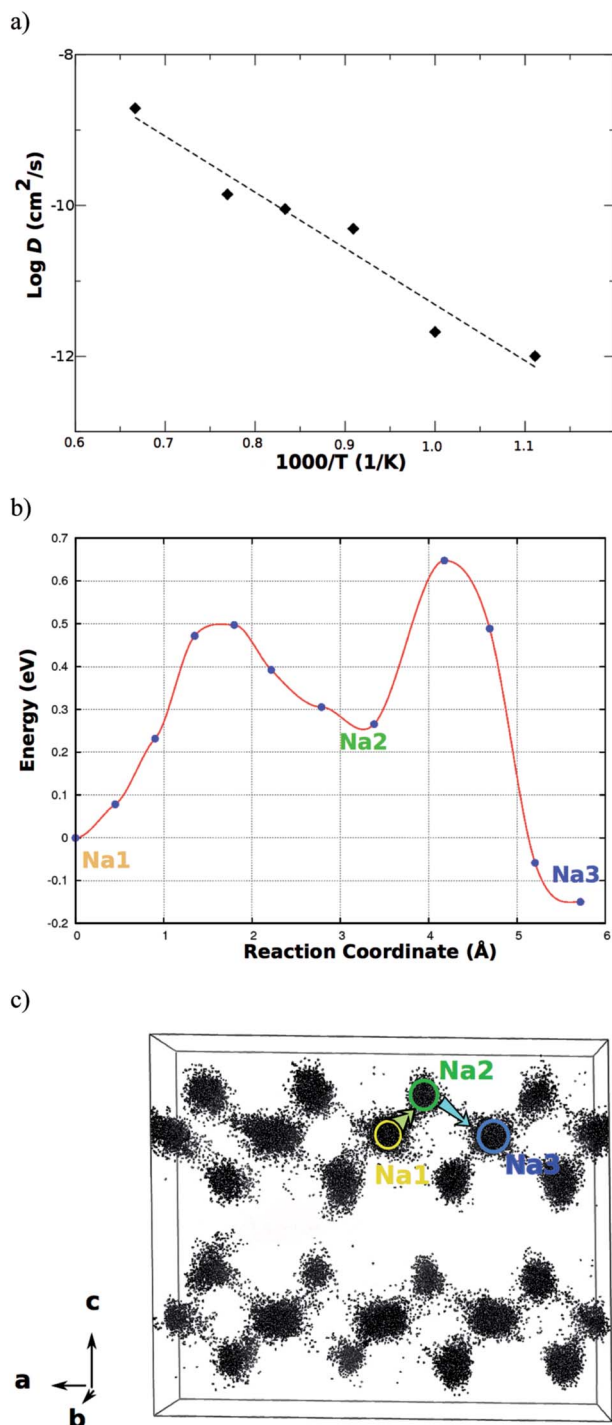 a)
-8
-10
-12
Log D (cm²/s)
0.6 0.7 0.8 0.9 1.0 1.1
1000/T (1/K)
b)
0.7
0.6
0.5
0.4
0.3
0.2
0.1
0
-0.1
-0.2
Energy (eV)
Na1
Na2
Na3
0 1 2 3 4 5 6
Reaction Coordinate (Å)
c)
Na2
Na1
Na3
c
a
b